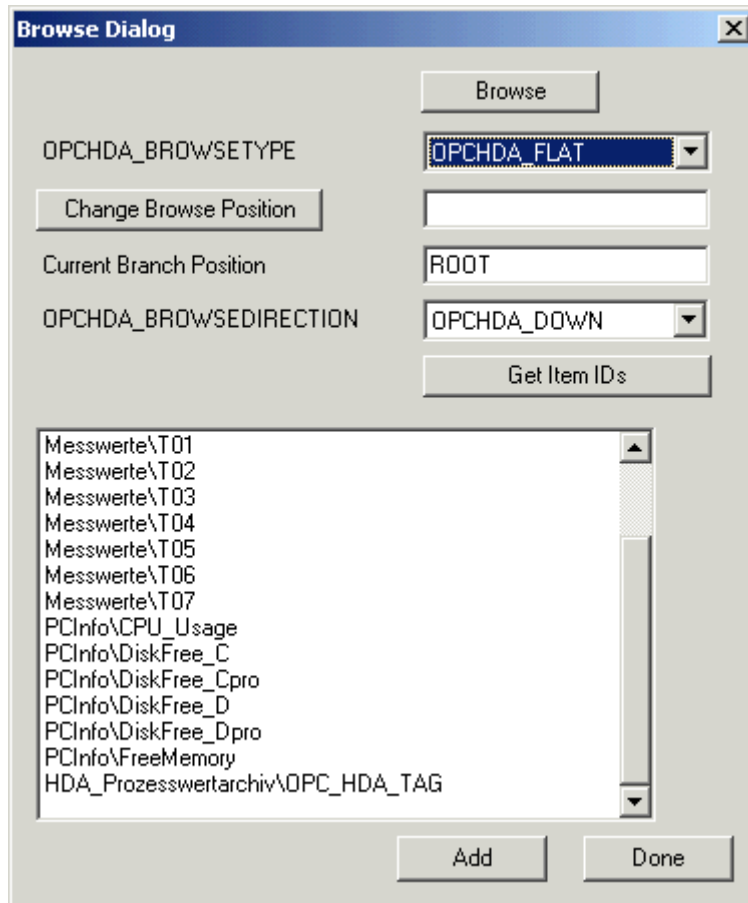 Browse Dialog
Browse
OPCHDA_BROWSETYPE OPCHDA_FLAT
Change Browse Position
Current Branch Position ROOT
OPCHDA_BROWSEDIRECTION OPCHDA_DOWN
Get Item IDs
Messwerte\T01
Messwerte\T02
Messwerte\T03
Messwerte\T04
Messwerte\T05
Messwerte\T06
Messwerte\T07
PCInfo\CPU_Usage
PCInfo\DiskFree_C
PCInfo\DiskFree_Cpro
PCInfo\DiskFree_D
PCInfo\DiskFree_Dpro
PCInfo\FreeMemory
HDA_Prozesswertarchiv\OPC_HDA_TAG
Add Done